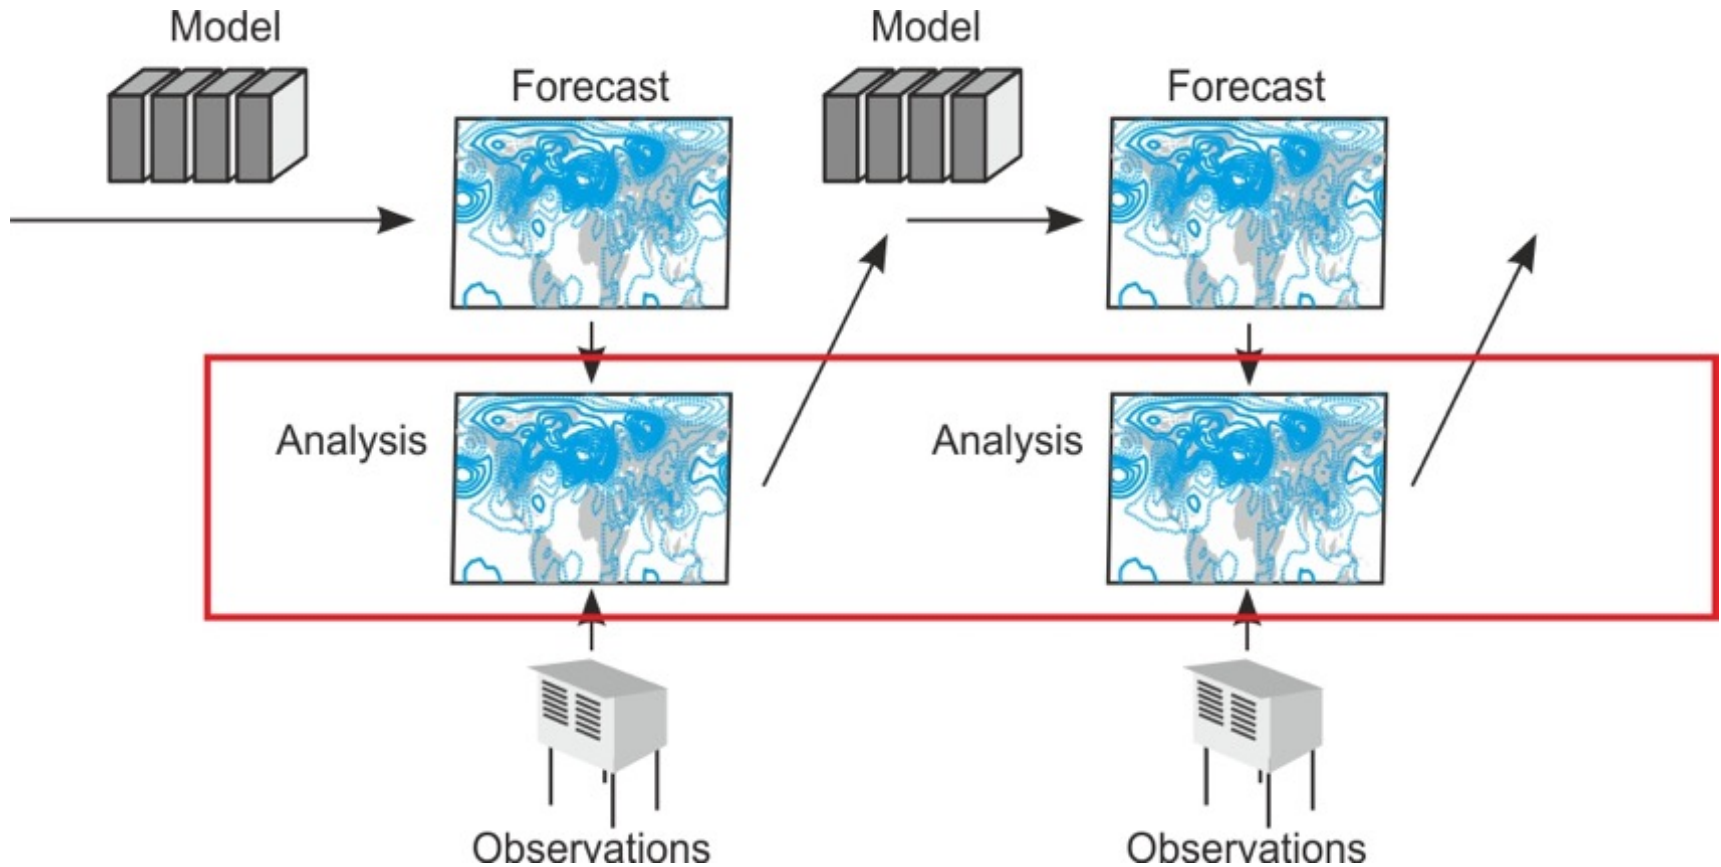 Model
Model
Forecast
Forecast
Analysis
Analysis
Observations
Observations